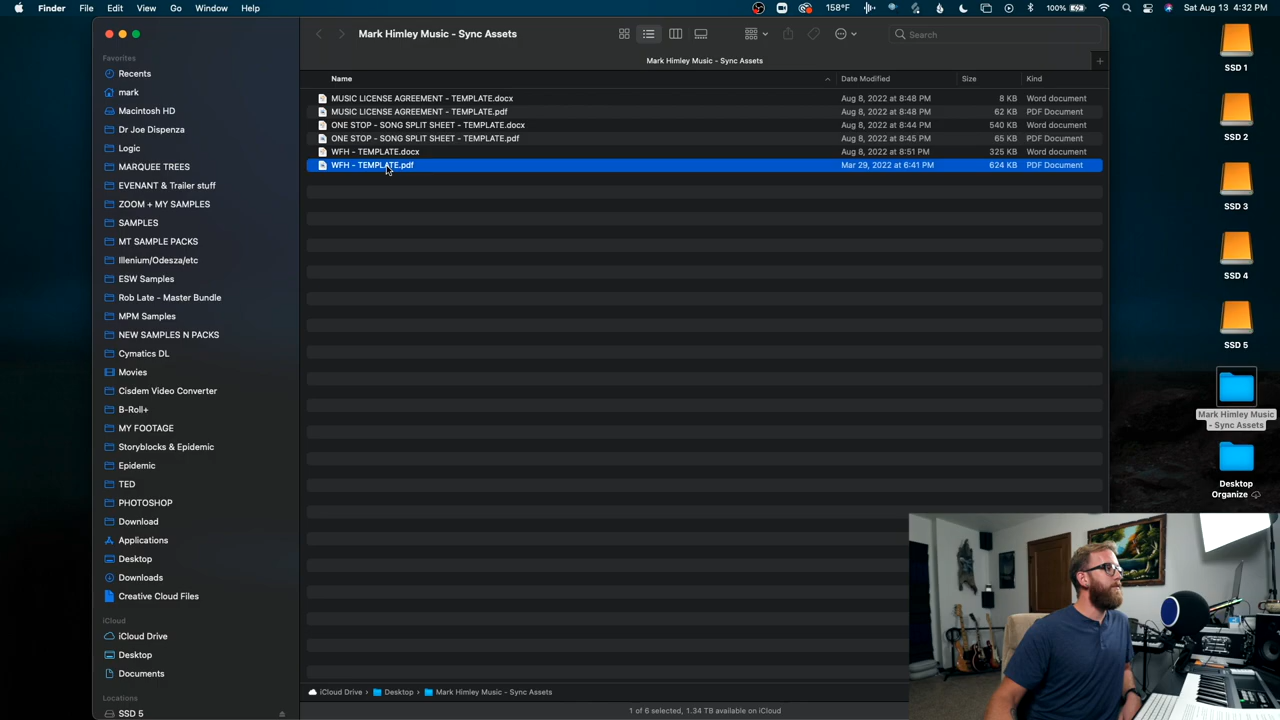 Finder File Edit View Go Window Help 158°F 100% Sat Aug 13 4:32 PM
Mark Himley Music - Sync Assets
Search
Mark Himley Music - Sync Assets
Favorites
Recents
mark
Macintosh HD
Dr Joe Dispenza
Logic
MARQUEE TREES
EVENANT & Trailer stuff
ZOOM + MY SAMPLES
SAMPLES
MT SAMPLE PACKS
Illenium/Odesza/etc
ESW Samples
Rob Late - Master Bundle
MPM Samples
NEW SAMPLES N PACKS
Cymatics DL
Movies
Cisdem Video Converter
B-Roll+
MY FOOTAGE
Storyblocks & Epidemic
Epidemic
TED
PHOTOSHOP
Download
Applications
Desktop
Downloads
Creative Cloud Files
iCloud
iCloud Drive
Desktop
Documents
Locations
SSD 5
Name Date Modified Size Kind
MUSIC LICENSE AGREEMENT - TEMPLATE.docx Aug 8, 2022 at 8:48 PM 8 KB Word document
MUSIC LICENSE AGREEMENT - TEMPLATE.pdf Aug 8, 2022 at 8:48 PM 62 KB PDF Document
ONE STOP - SONG SPLIT SHEET - TEMPLATE.docx Aug 8, 2022 at 8:44 PM 540 KB Word document
ONE STOP - SONG SPLIT SHEET - TEMPLATE.pdf Aug 8, 2022 at 8:45 PM 65 KB PDF Document
WFH - TEMPLATE.docx Aug 8, 2022 at 8:51 PM 325 KB Word document
WFH - TEMPLATE.pdf Mar 29, 2022 at 6:41 PM 624 KB PDF Document
iCloud Drive › Desktop › Mark Himley Music - Sync Assets
1 of 6 selected, 1.34 TB available on iCloud
SSD 1
SSD 2
SSD 3
SSD 4
SSD 5
Mark Himley Music
- Sync Assets
Desktop
Organize